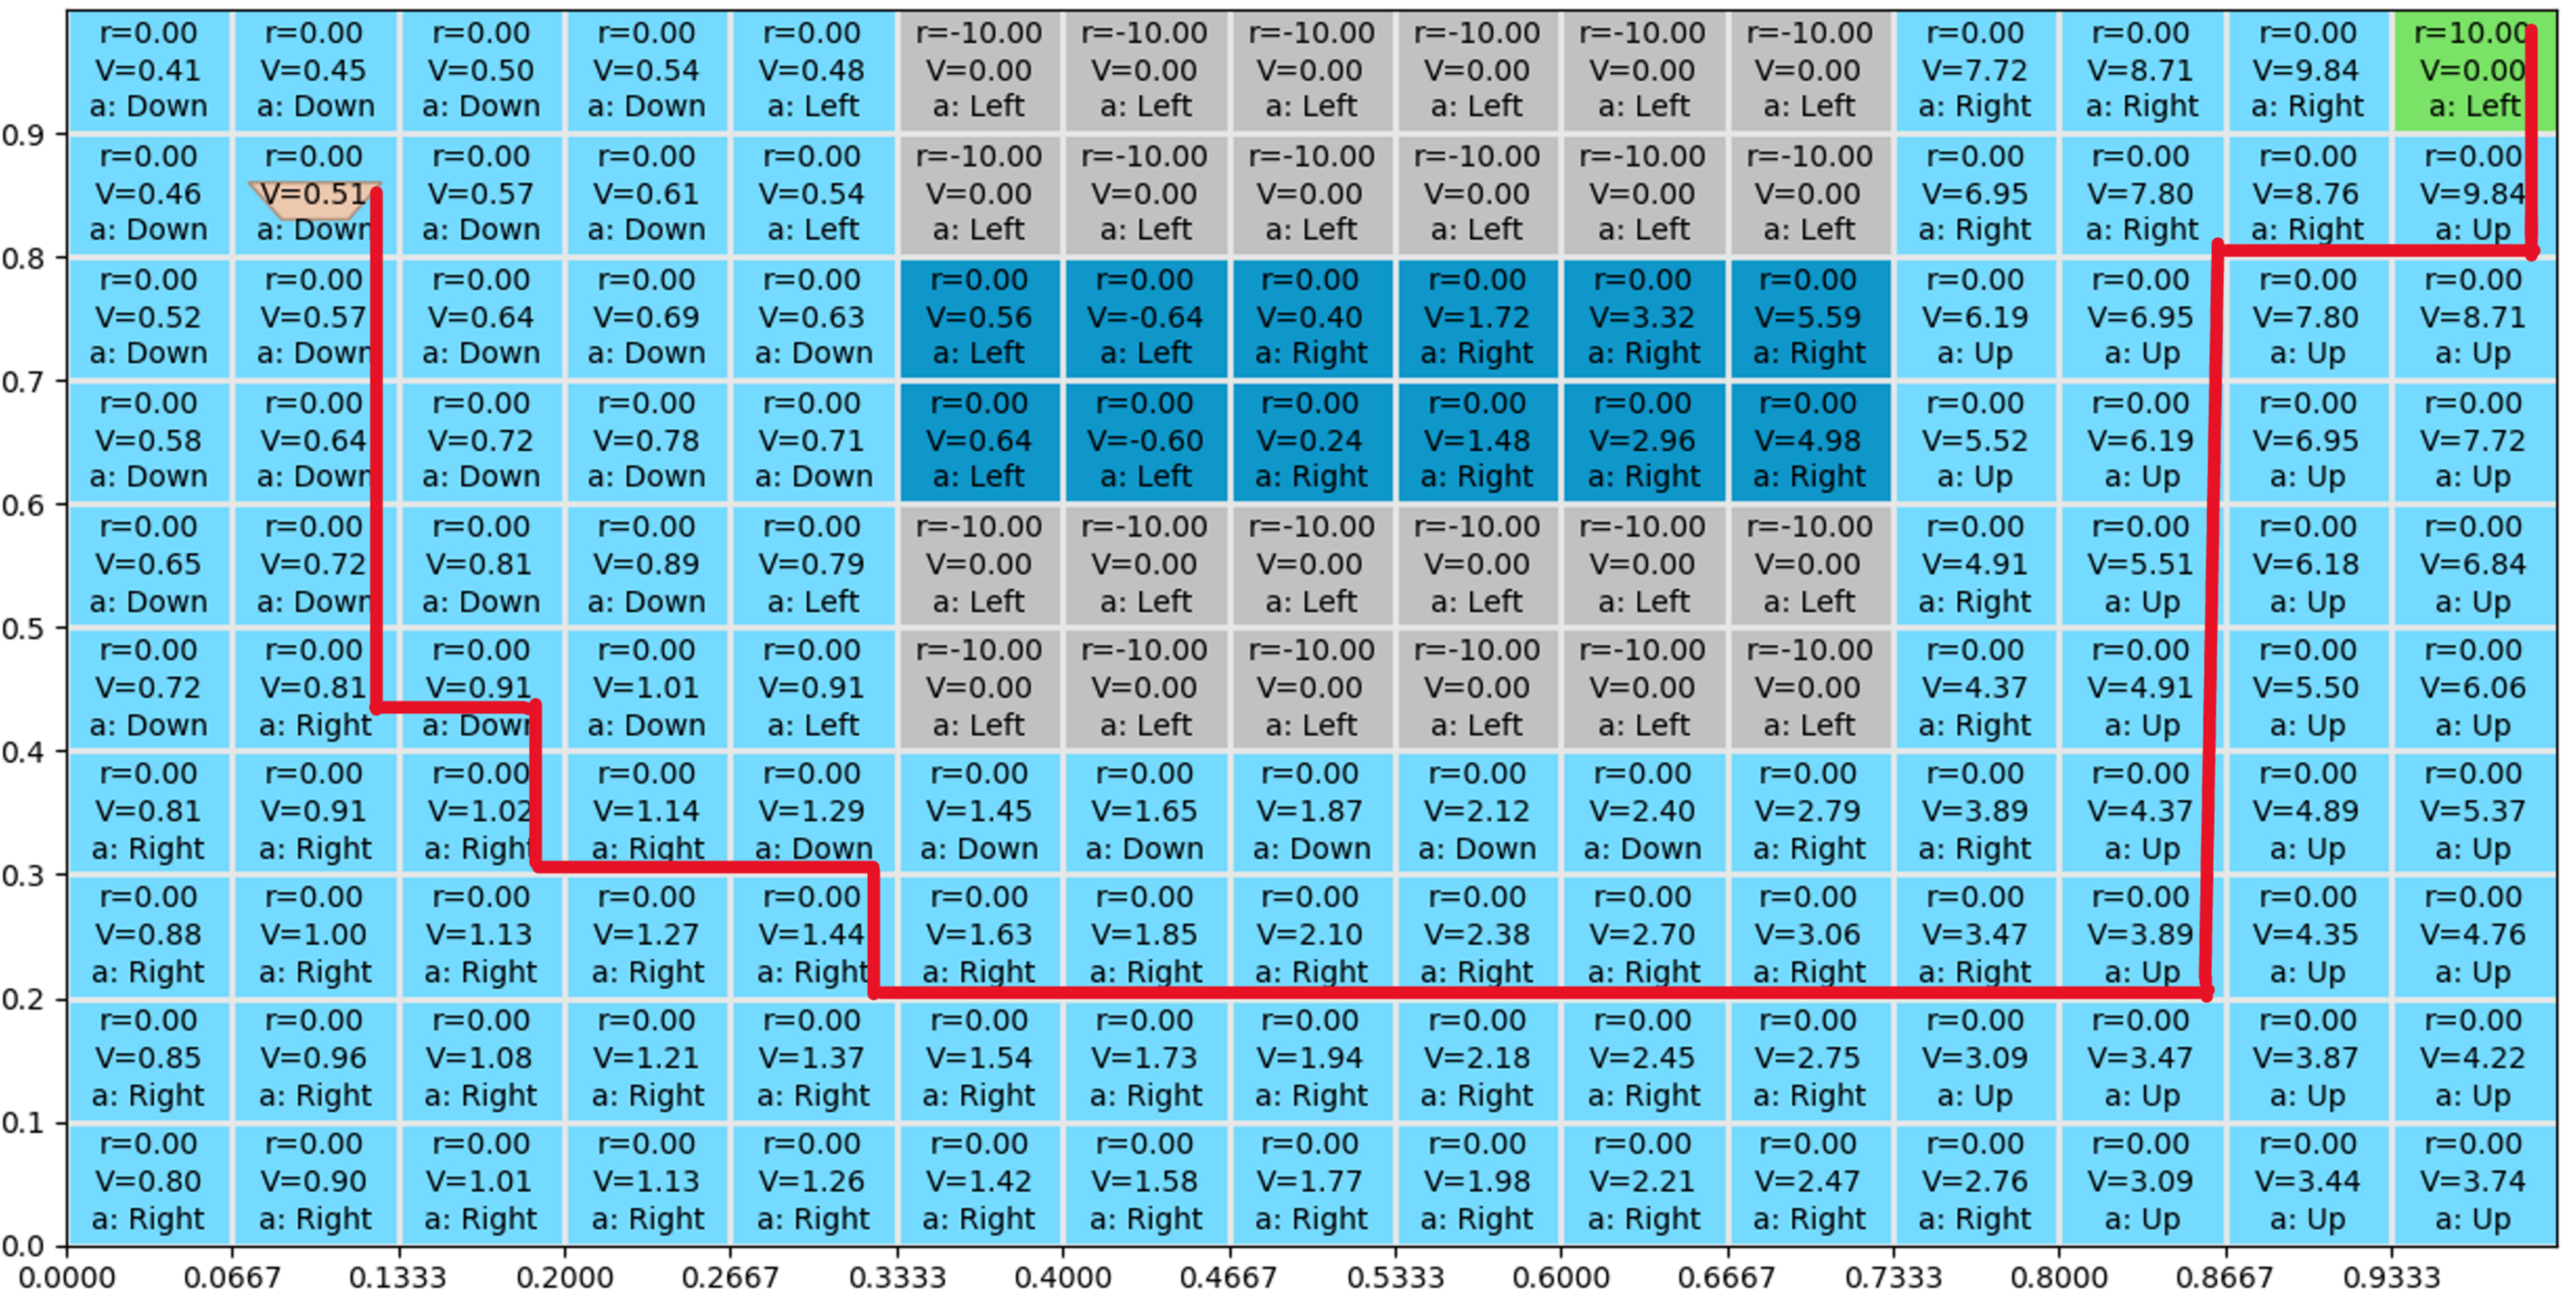 r=0.00 r=0.00 r=0.00 r=0.00 r=0.00 r=-10.00 r=-10.00 r=-10.00 r=-10.00 r=-10.00 r=-10.00 r=0.00 r=0.00 r=0.00 r=10.00
V=0.41 V=0.45 V=0.50 V=0.54 V=0.48 V=0.00 V=0.00 V=0.00 V=0.00 V=0.00 V=0.00 V=7.72 V=8.71 V=9.84 V=0.00
a: Down a: Down a: Down a: Down a: Left a: Left a: Left a: Left a: Left a: Left a: Left a: Right a: Right a: Right a: Left
0.9
r=0.00 r=0.00 r=0.00 r=0.00 r=0.00 r=-10.00 r=-10.00 r=-10.00 r=-10.00 r=-10.00 r=-10.00 r=0.00 r=0.00 r=0.00 r=0.00
V=0.46 V=0.51 V=0.57 V=0.61 V=0.54 V=0.00 V=0.00 V=0.00 V=0.00 V=0.00 V=0.00 V=6.95 V=7.80 V=8.76 V=9.84
a: Down a: Down a: Down a: Down a: Left a: Left a: Left a: Left a: Left a: Left a: Left a: Right a: Right a: Right a: Up
0.8
r=0.00 r=0.00 r=0.00 r=0.00 r=0.00 r=0.00 r=0.00 r=0.00 r=0.00 r=0.00 r=0.00 r=0.00 r=0.00 r=0.00 r=0.00
V=0.52 V=0.57 V=0.64 V=0.69 V=0.63 V=0.56 V=-0.64 V=0.40 V=1.72 V=3.32 V=5.59 V=6.19 V=6.95 V=7.80 V=8.71
a: Down a: Down a: Down a: Down a: Down a: Left a: Left a: Right a: Right a: Right a: Right a: Up a: Up a: Up a: Up
0.7
r=0.00 r=0.00 r=0.00 r=0.00 r=0.00 r=0.00 r=0.00 r=0.00 r=0.00 r=0.00 r=0.00 r=0.00 r=0.00 r=0.00 r=0.00
V=0.58 V=0.64 V=0.72 V=0.78 V=0.71 V=0.64 V=-0.60 V=0.24 V=1.48 V=2.96 V=4.98 V=5.52 V=6.19 V=6.95 V=7.72
a: Down a: Down a: Down a: Down a: Down a: Left a: Left a: Right a: Right a: Right a: Right a: Up a: Up a: Up a: Up
0.6
r=0.00 r=0.00 r=0.00 r=0.00 r=0.00 r=-10.00 r=-10.00 r=-10.00 r=-10.00 r=-10.00 r=-10.00 r=0.00 r=0.00 r=0.00 r=0.00
V=0.65 V=0.72 V=0.81 V=0.89 V=0.79 V=0.00 V=0.00 V=0.00 V=0.00 V=0.00 V=0.00 V=4.91 V=5.51 V=6.18 V=6.84
a: Down a: Down a: Down a: Down a: Left a: Left a: Left a: Left a: Left a: Left a: Left a: Right a: Up a: Up a: Up
0.5
r=0.00 r=0.00 r=0.00 r=0.00 r=0.00 r=-10.00 r=-10.00 r=-10.00 r=-10.00 r=-10.00 r=-10.00 r=0.00 r=0.00 r=0.00 r=0.00
V=0.72 V=0.81 V=0.91 V=1.01 V=0.91 V=0.00 V=0.00 V=0.00 V=0.00 V=0.00 V=0.00 V=4.37 V=4.91 V=5.50 V=6.06
a: Down a: Right a: Down a: Down a: Left a: Left a: Left a: Left a: Left a: Left a: Left a: Right a: Up a: Up a: Up
0.4
r=0.00 r=0.00 r=0.00 r=0.00 r=0.00 r=0.00 r=0.00 r=0.00 r=0.00 r=0.00 r=0.00 r=0.00 r=0.00 r=0.00 r=0.00
V=0.81 V=0.91 V=1.02 V=1.14 V=1.29 V=1.45 V=1.65 V=1.87 V=2.12 V=2.40 V=2.79 V=3.89 V=4.37 V=4.89 V=5.37
a: Right a: Right a: Right a: Right a: Down a: Down a: Down a: Down a: Down a: Down a: Right a: Right a: Up a: Up a: Up
0.3
r=0.00 r=0.00 r=0.00 r=0.00 r=0.00 r=0.00 r=0.00 r=0.00 r=0.00 r=0.00 r=0.00 r=0.00 r=0.00 r=0.00 r=0.00
V=0.88 V=1.00 V=1.13 V=1.27 V=1.44 V=1.63 V=1.85 V=2.10 V=2.38 V=2.70 V=3.06 V=3.47 V=3.89 V=4.35 V=4.76
a: Right a: Right a: Right a: Right a: Right a: Right a: Right a: Right a: Right a: Right a: Right a: Right a: Up a: Up a: Up
0.2
r=0.00 r=0.00 r=0.00 r=0.00 r=0.00 r=0.00 r=0.00 r=0.00 r=0.00 r=0.00 r=0.00 r=0.00 r=0.00 r=0.00 r=0.00
V=0.85 V=0.96 V=1.08 V=1.21 V=1.37 V=1.54 V=1.73 V=1.94 V=2.18 V=2.45 V=2.75 V=3.09 V=3.47 V=3.87 V=4.22
a: Right a: Right a: Right a: Right a: Right a: Right a: Right a: Right a: Right a: Right a: Right a: Up a: Up a: Up a: Up
0.1
r=0.00 r=0.00 r=0.00 r=0.00 r=0.00 r=0.00 r=0.00 r=0.00 r=0.00 r=0.00 r=0.00 r=0.00 r=0.00 r=0.00 r=0.00
V=0.80 V=0.90 V=1.01 V=1.13 V=1.26 V=1.42 V=1.58 V=1.77 V=1.98 V=2.21 V=2.47 V=2.76 V=3.09 V=3.44 V=3.74
a: Right a: Right a: Right a: Right a: Right a: Right a: Right a: Right a: Right a: Right a: Right a: Right a: Up a: Up a: Up
0.0
0.0000 0.0667 0.1333 0.2000 0.2667 0.3333 0.4000 0.4667 0.5333 0.6000 0.6667 0.7333 0.8000 0.8667 0.9333